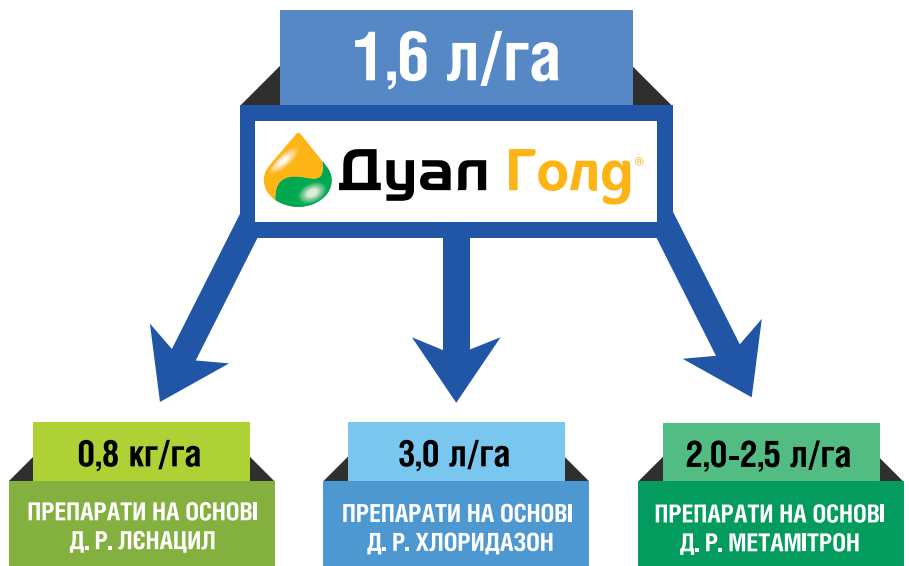 1,6 л/га
Дуал Голд®
0,8 кг/га
ПРЕПАРАТИ НА ОСНОВІ
Д. Р. ЛЄНАЦИЛ
3,0 л/га
ПРЕПАРАТИ НА ОСНОВІ
Д. Р. ХЛОРИДАЗОН
2,0-2,5 л/га
ПРЕПАРАТИ НА ОСНОВІ
Д. Р. МЕТАМІТРОН